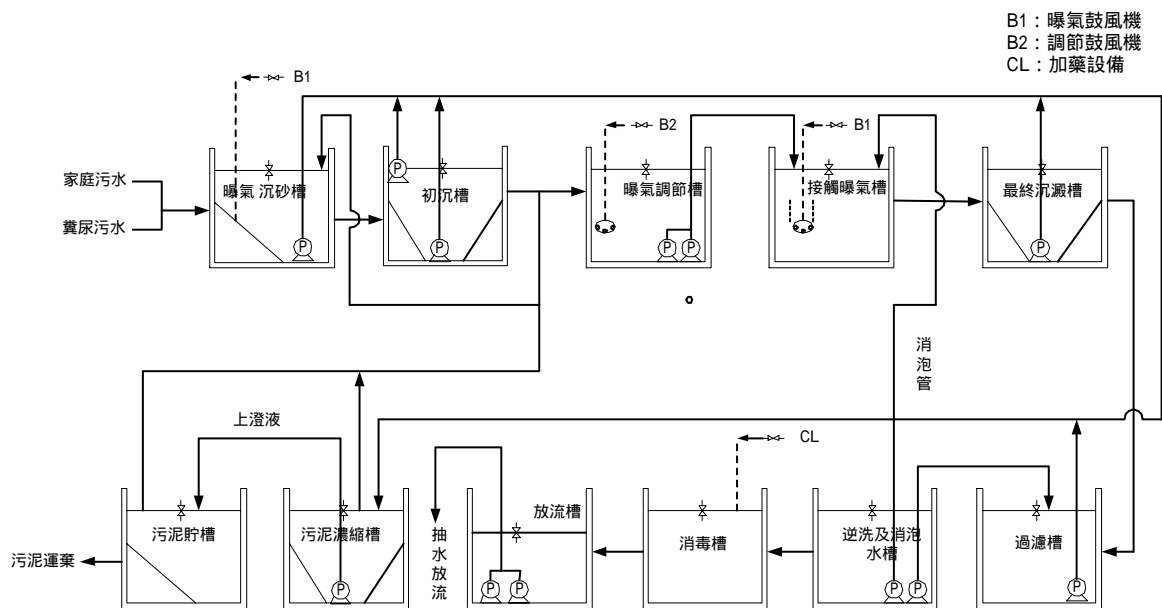 B1：曝氣鼓風機
B2：調節鼓風機
CL：加藥設備
B1
B2
B1
家庭污水
糞尿污水
曝氣 沉砂槽
初沉槽
曝氣調節槽
接觸曝氣槽
最終沉澱槽
P
P
P
P
P
P
消泡管
上澄液
CL
污泥貯槽
污泥濃縮槽
放流槽
消毒槽
逆洗及消泡
水槽
過濾槽
污泥運棄
抽水放流
P
P
P
P
P
P